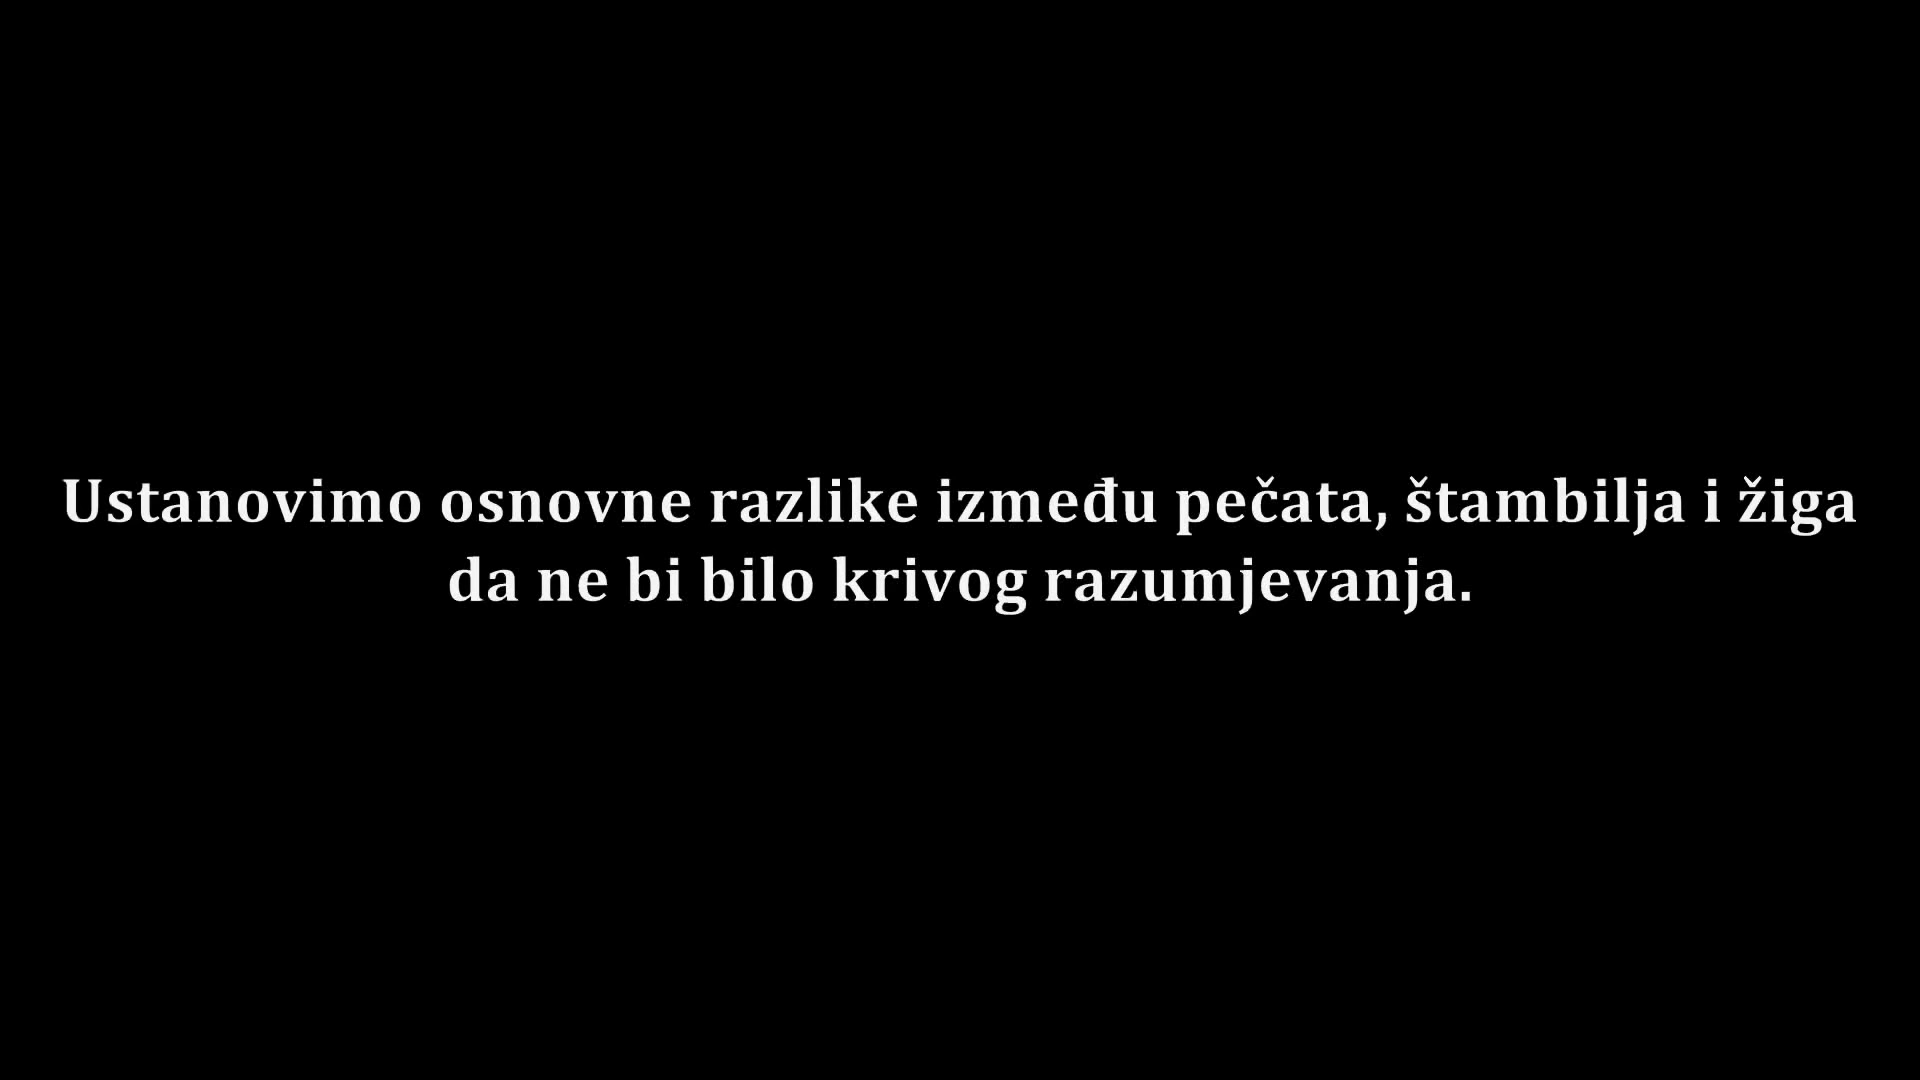 Ustanovimo osnovne razlike između pečata, štambilja i žiga
da ne bi bilo krivog razumjevanja.